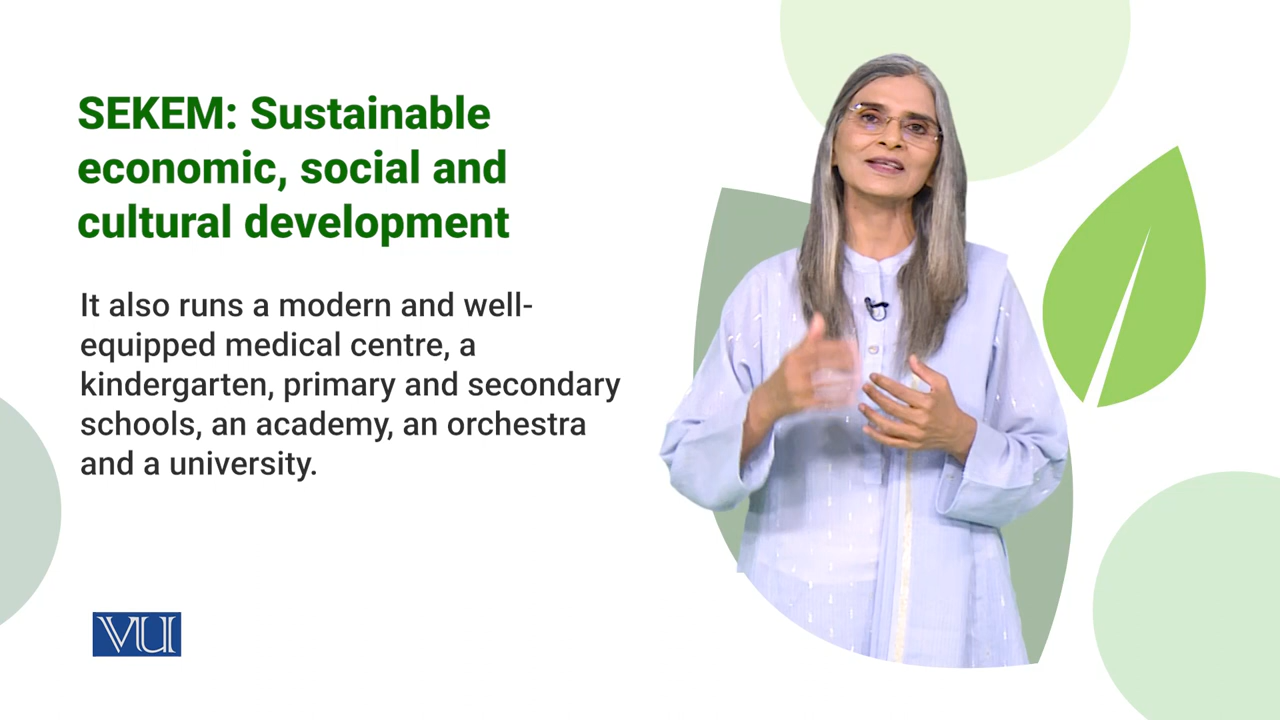 SEKEM: Sustainable
economic, social and
cultural development
It also runs a modern and well-
equipped medical centre, a
kindergarten, primary and secondary
schools, an academy, an orchestra
and a university.
VU